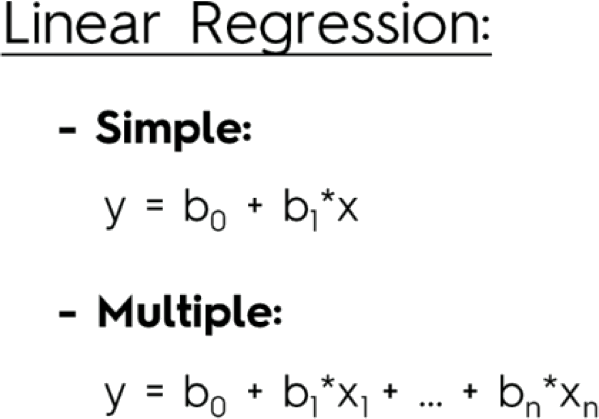 Linear Regression:
- Simple:
y = b₀ + b₁*x
- Multiple:
y = b₀ + b₁*x₁ + ... + bₙ*xₙ